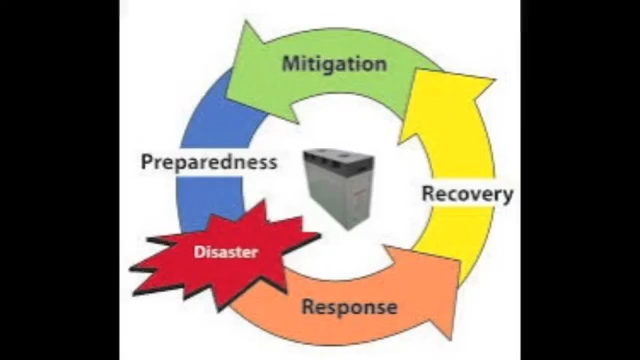 Mitigation
Preparedness
Recovery
Disaster
Response